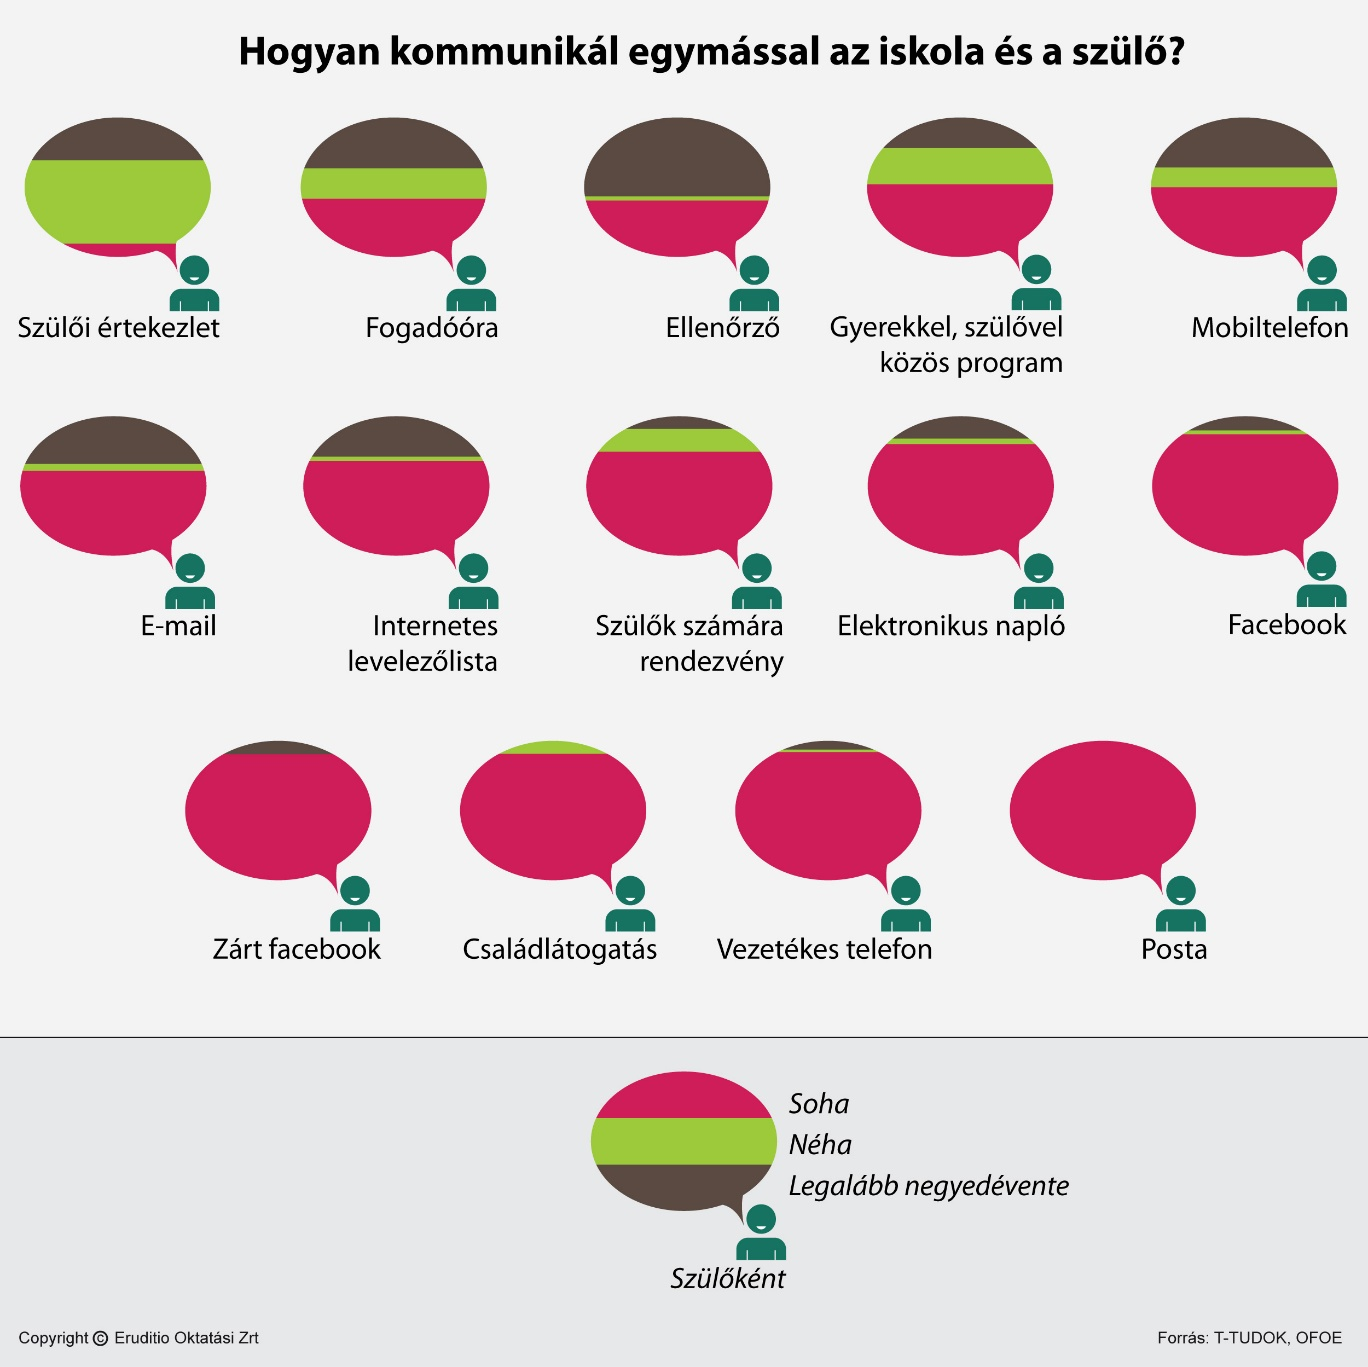 Hogyan kommunikál egymással az iskola és a szülő?
Szülői értekezlet
Fogadóóra
Ellenőrző
Gyerekkel, szülővel
közös program
Mobiltelefon
E-mail
Internetes
levelezőlista
Szülők számára
rendezvény
Elektronikus napló
Facebook
Zárt facebook
Családlátogatás
Vezetékes telefon
Posta
Soha
Néha
Legalább negyedévente
Szülőként
Copyright © Eruditio Oktatási Zrt
Forrás: T-TUDOK, OFOE